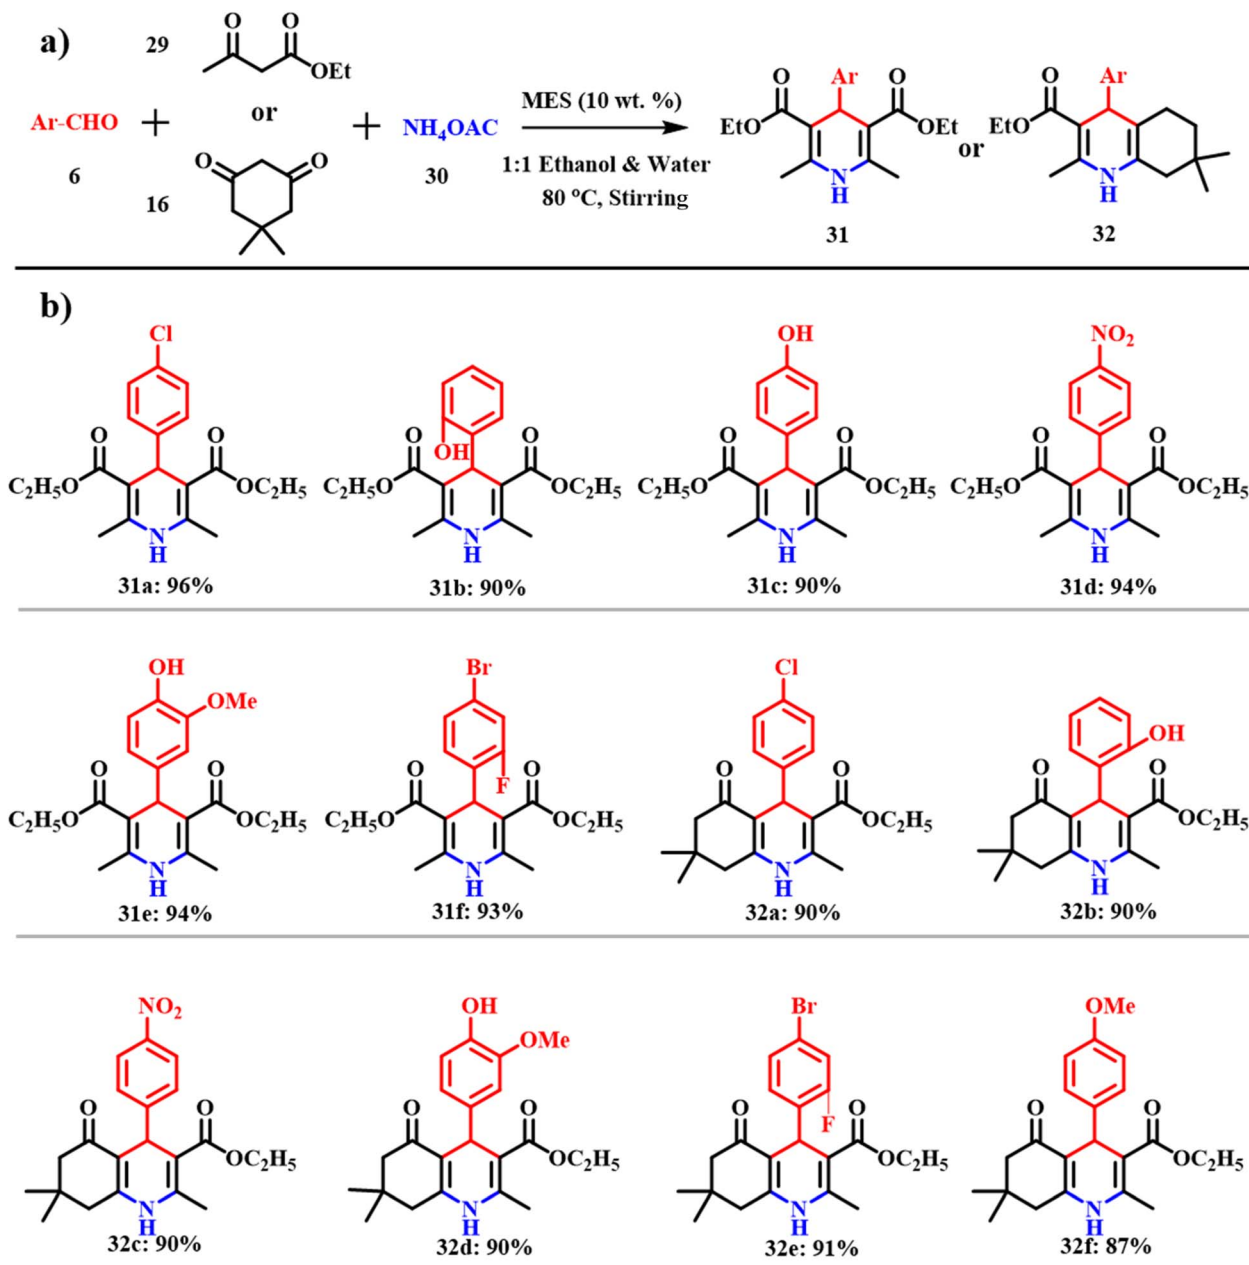 a)
29
O O
OEt
or
Ar-CHO + + NH₄OAC
6
16
30
O O
MES (10 wt. %)
1:1 Ethanol & Water
80 °C, Stirring
O Ar O
EtO OEt
N
H
31
or
O Ar
EtO
N
H
32
b)
Cl
O O
C₂H₅O OC₂H₅
N
H
31a: 96%
OH
O O
C₂H₅O OC₂H₅
N
H
31b: 90%
OH
O O
C₂H₅O OC₂H₅
N
H
31c: 90%
NO₂
O O
C₂H₅O OC₂H₅
N
H
31d: 94%
OH
OMe
O O
C₂H₅O OC₂H₅
N
H
31e: 94%
Br
F
O O
C₂H₅O OC₂H₅
N
H
31f: 93%
Cl
O O
OC₂H₅
N
H
32a: 90%
OH
O O
OC₂H₅
N
H
32b: 90%
NO₂
O O
OC₂H₅
N
H
32c: 90%
OH
OMe
O O
OC₂H₅
N
H
32d: 90%
Br
F
O O
OC₂H₅
N
H
32e: 91%
OMe
O O
OC₂H₅
N
H
32f: 87%